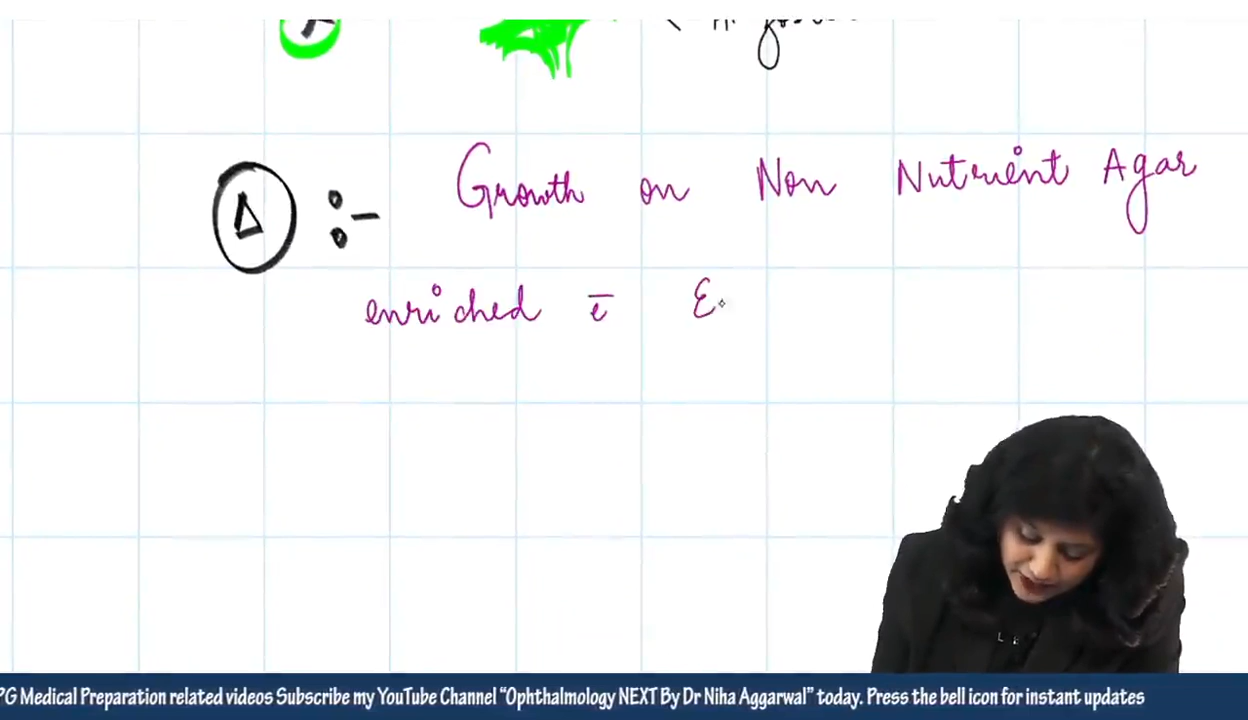 Δ :- Growth on Non Nutrient Agar
enriched c̄ E.
PG Medical Preparation related videos Subscribe my YouTube Channel "Ophthalmology NEXT By Dr Niha Aggarwal" today. Press the bell icon for instant updates